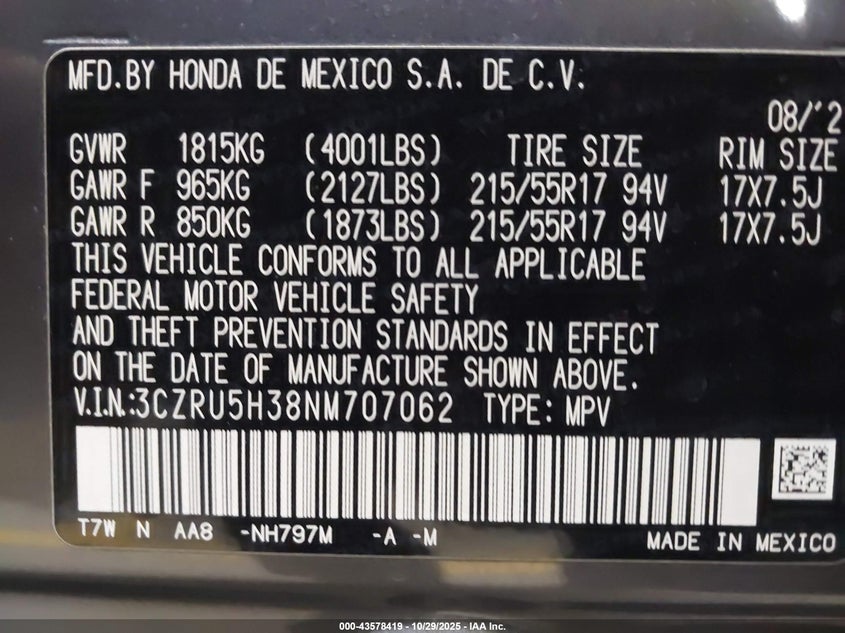 MFD.BY HONDA DE MEXICO S.A. DE C.V.
08/'2
GVWR 1815KG (4001LBS) TIRE SIZE RIM SIZE
GAWR F 965KG (2127LBS) 215/55R17 94V 17X7.5J
GAWR R 850KG (1873LBS) 215/55R17 94V 17X7.5J
THIS VEHICLE CONFORMS TO ALL APPLICABLE
FEDERAL MOTOR VEHICLE SAFETY
AND THEFT PREVENTION STANDARDS IN EFFECT
ON THE DATE OF MANUFACTURE SHOWN ABOVE.
V.I.N.:3CZRU5H38NM707062 TYPE: MPV
T7W N AA8 -NH797M -A -M MADE IN MEXICO
000-43578419 - 10/29/2025 - IAA Inc.